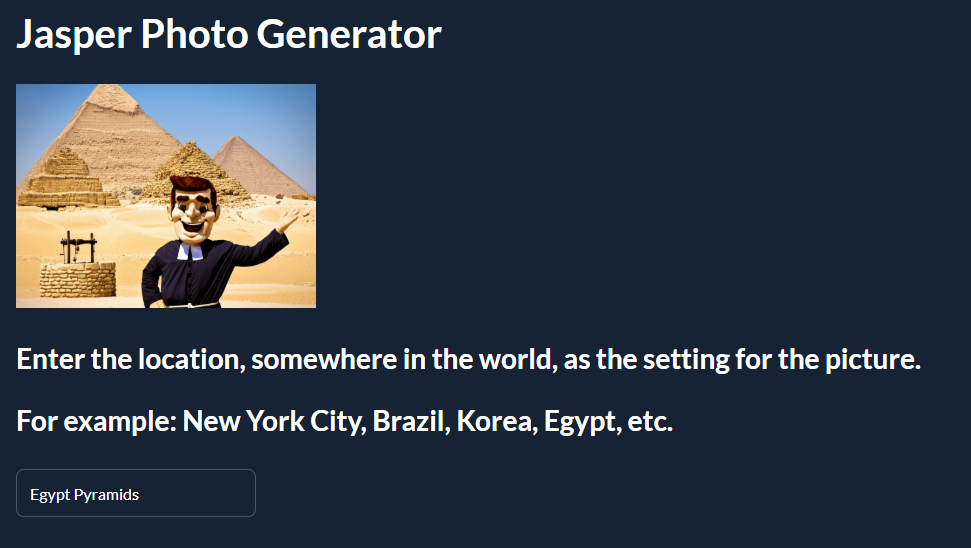 Jasper Photo Generator
Enter the location, somewhere in the world, as the setting for the picture.
For example: New York City, Brazil, Korea, Egypt, etc.
Egypt Pyramids